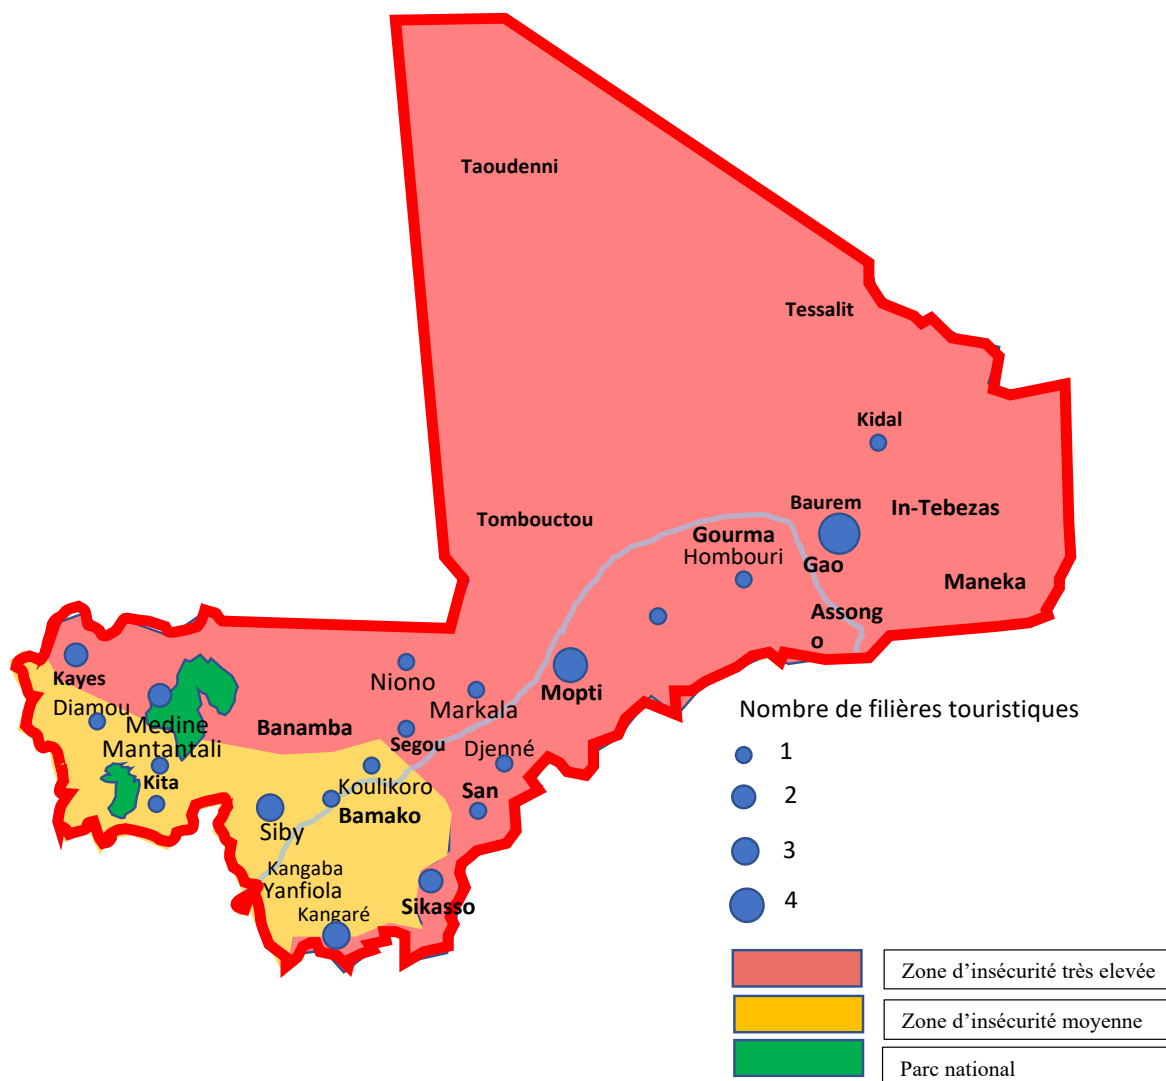 Taoudenni
Tessalit
Kidal
Baurem
In-Tebezas
Tombouctou
Gourma
Hombouri
Gao
Maneka
Assong
o
Kayes
Niono
Mopti
Diamou
Medine
Markala
Banamba
Segou
Djenné
Mantantali
Kita
Koulikoro
San
Bamako
Siby
Kangaba
Yanfiola
Sikasso
Kangaré
Nombre de filières touristiques
1
2
3
4
Zone d’insécurité très elevée
Zone d’insécurité moyenne
Parc national